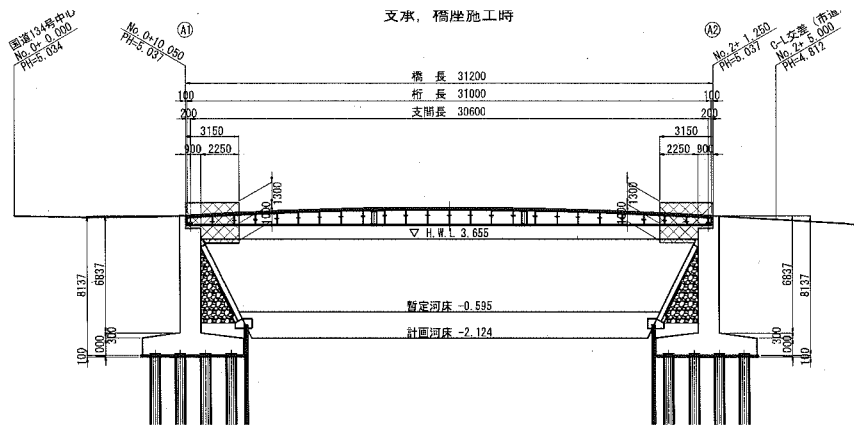 支承, 橋座施工時
国道134号中心
No.0+ 0.000
PH=5.034
No.0+10.050
PH=5.037
A1
A2
No.2+ 1.250
PH=5.037
C-L交差 (市道)
No.2+ 5.000
PH=4.812
橋 長 31200
100 桁 長 31000 100
200 支間長 30600 200
3150 3150
900 2250 2250 900
1300
1300
▽ H.W.L 3.655
8137
6837
6837
8137
暫定河床 -0.595
計画河床 -2.124
300
1000
100
300
1000
100